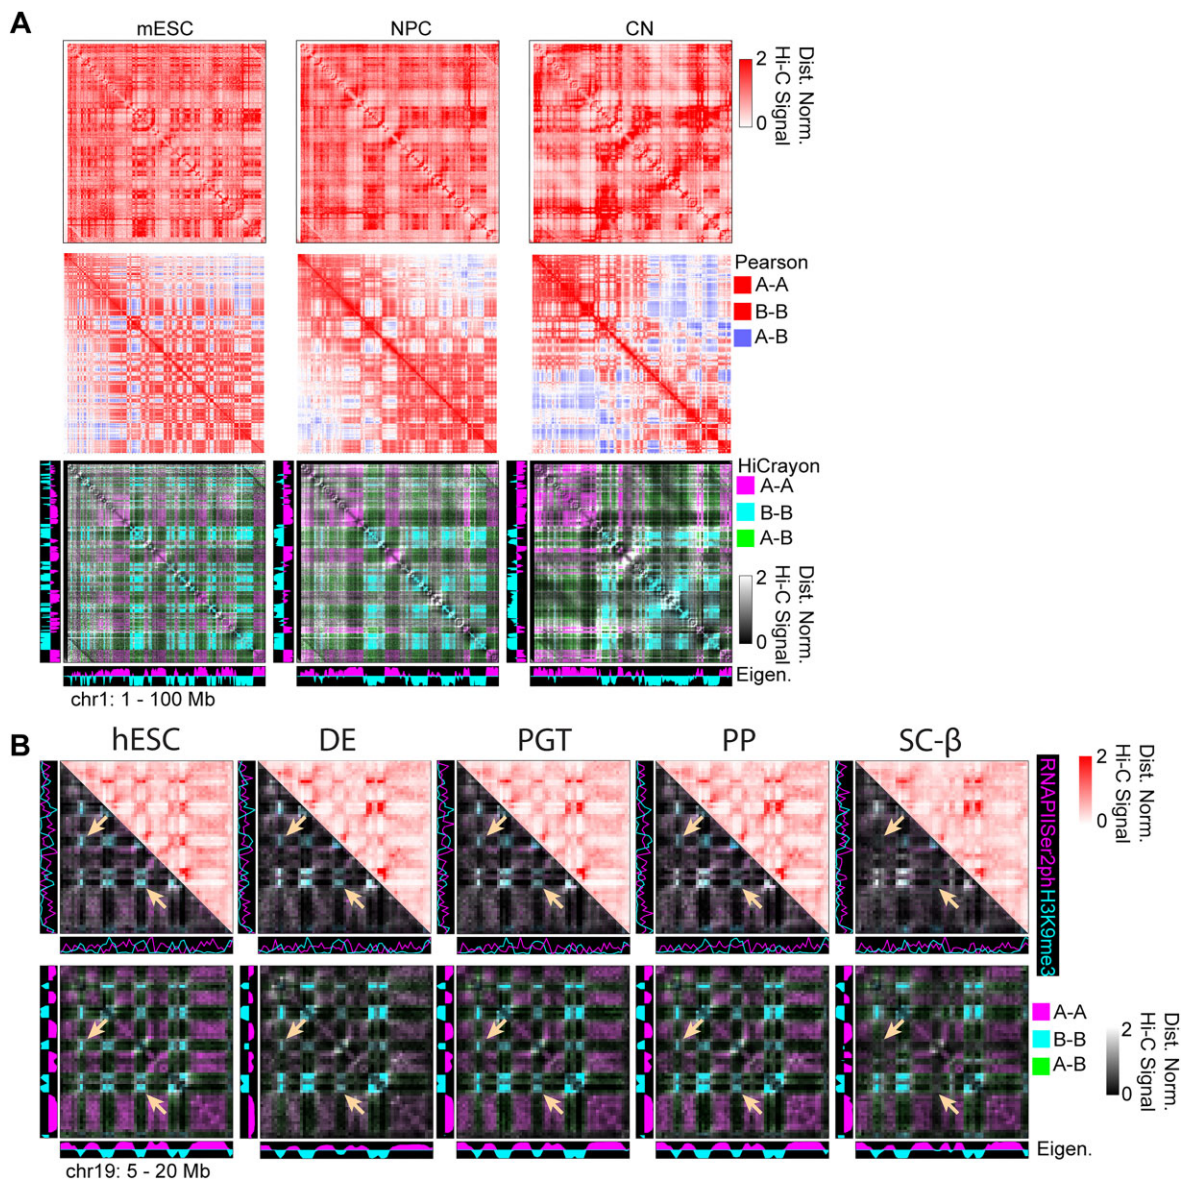 A
mESC
NPC
CN
2
0
Dist. Norm.
Hi-C Signal
Pearson
A-A
B-B
A-B
HiCrayon
A-A
B-B
A-B
2
0
Dist. Norm.
Hi-C Signal
Eigen.
chr1: 1 - 100 Mb
B
hESC
DE
PGT
PP
SC-β
RNAPIISer2ph
H3K9me3
2
0
Dist. Norm.
Hi-C Signal
A-A
B-B
A-B
2
0
Dist. Norm.
Hi-C Signal
Eigen.
chr19: 5 - 20 Mb